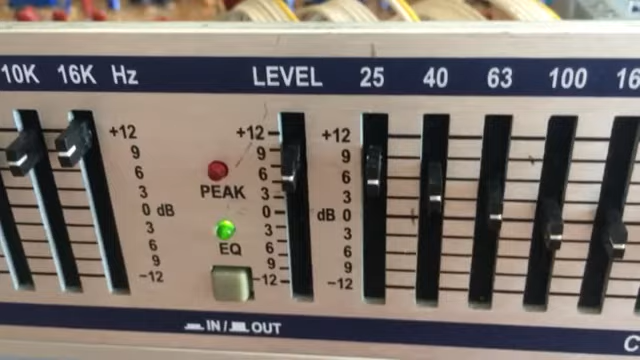 10K 16K Hz LEVEL 25 40 63 100 16
+12 +12 +12
9 9 9
6 6 6
PEAK
3 3 3
0 dB 0 dB 0
3 3 3
EQ
6 6 6
9 9 9
-12 -12 -12
IN / OUT
C